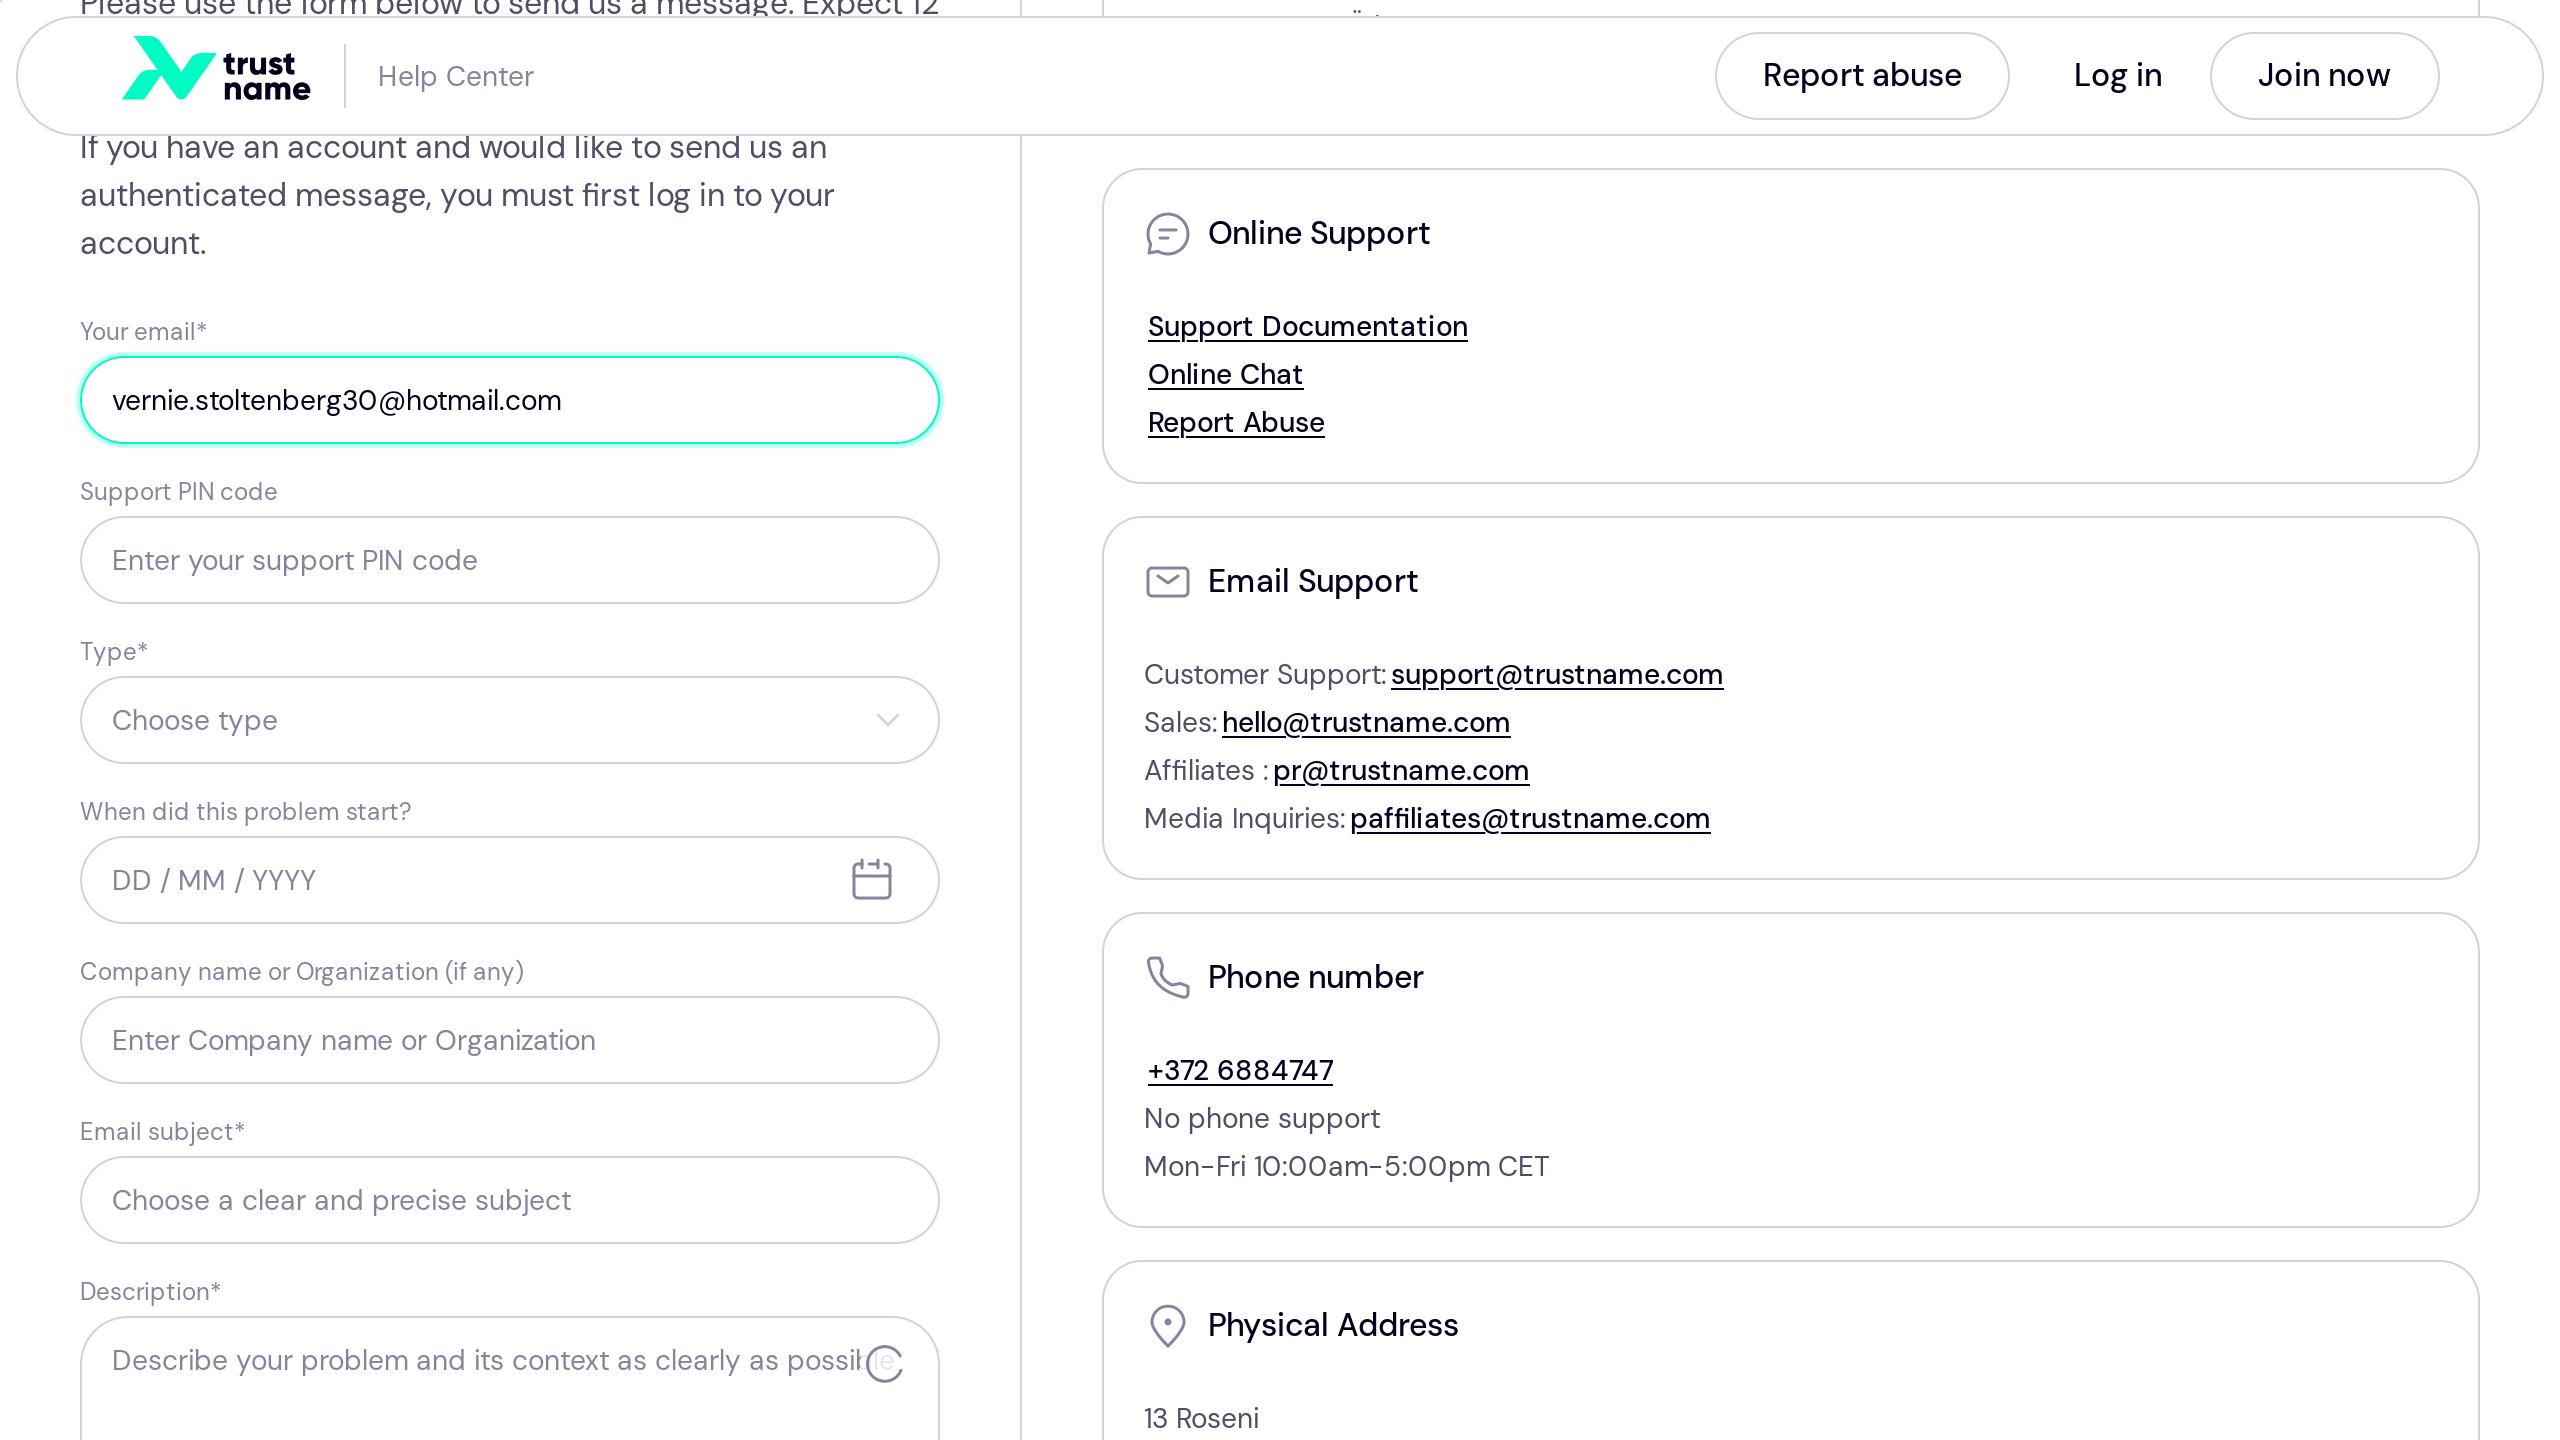 Please use the form below to send us a message. Expect 12
trust
name
Help Center
Report abuse
Log in
Join now
If you have an account and would like to send us an
authenticated message, you must first log in to your
account.
Your email*
vernie.stoltenberg30@hotmail.com
Support PIN code
Enter your support PIN code
Type*
Choose type
When did this problem start?
DD / MM / YYYY
Company name or Organization (if any)
Enter Company name or Organization
Email subject*
Choose a clear and precise subject
Description*
Describe your problem and its context as clearly as possible
Online Support
Support Documentation
Online Chat
Report Abuse
Email Support
Customer Support: support@trustname.com
Sales: hello@trustname.com
Affiliates : pr@trustname.com
Media Inquiries: paffiliates@trustname.com
Phone number
+372 6884747
No phone support
Mon-Fri 10:00am-5:00pm CET
Physical Address
13 Roseni